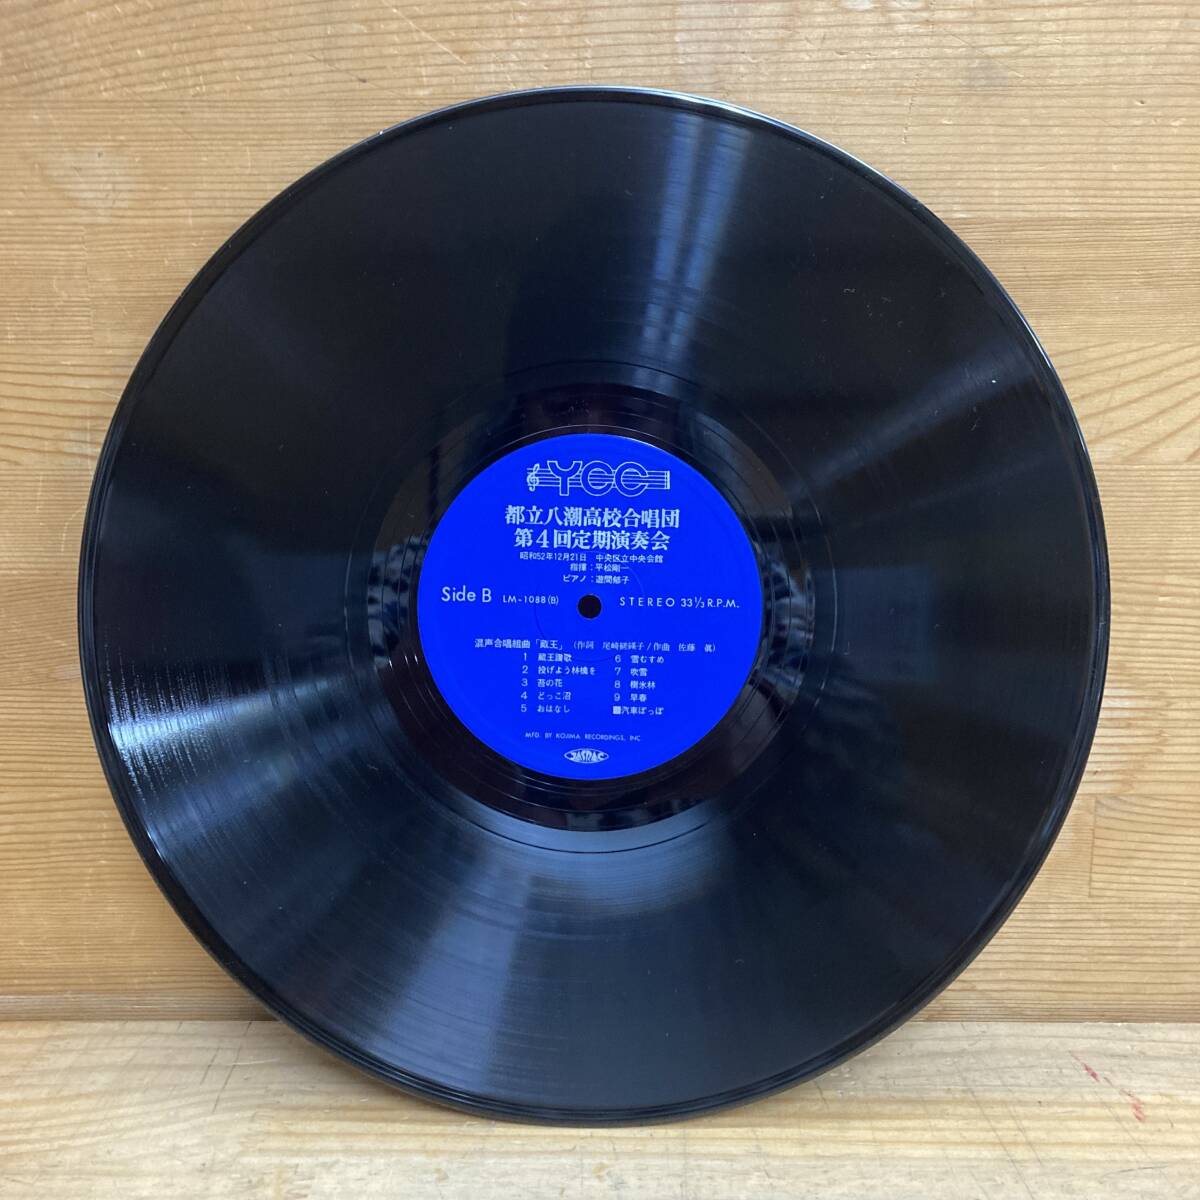 YCC
都立八潮高校合唱団
第4回定期演奏会
昭和52年12月21日 中央区立中央会館
指揮：平松剛一
ピアノ：遊間郁子
Side B LM-1088(B) STEREO 33⅓ R.P.M.
混声合唱組曲「蔵王」(作詞 尾崎磋瑛子/作曲 佐藤 眞)
1 蔵王讃歌
2 投げよう林檎を
3 苔の花
4 どっこ沼
5 おはなし
6 雪むすめ
7 吹雪
8 樹氷林
9 早春
■汽車ぽっぽ
MFD. BY KOJIMA RECORDINGS, INC
JASRAC